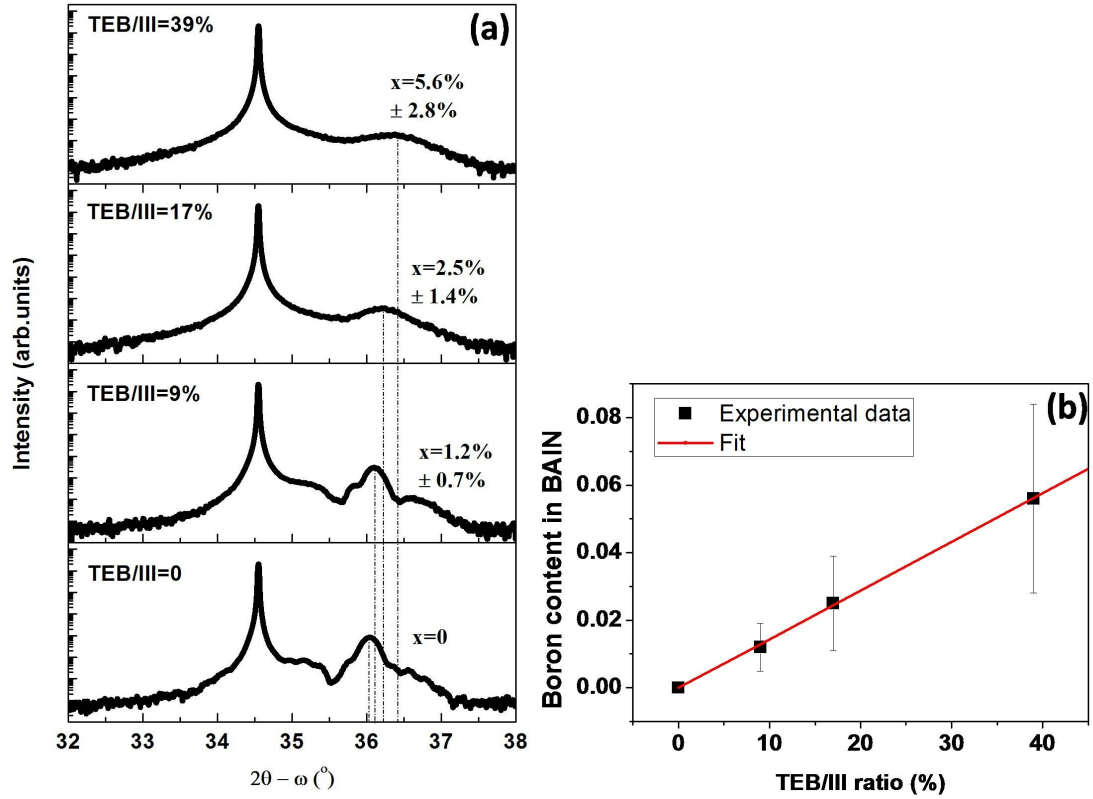 (a)
TEB/III=39%
x=5.6%
± 2.8%
TEB/III=17%
x=2.5%
± 1.4%
TEB/III=9%
x=1.2%
± 0.7%
TEB/III=0
x=0
Intensity (arb.units)
32 33 34 35 36 37 38
2θ – ω (°)
(b)
Experimental data
Fit
0.08
0.06
0.04
0.02
0.00
Boron content in BAlN
0 10 20 30 40
TEB/III ratio (%)